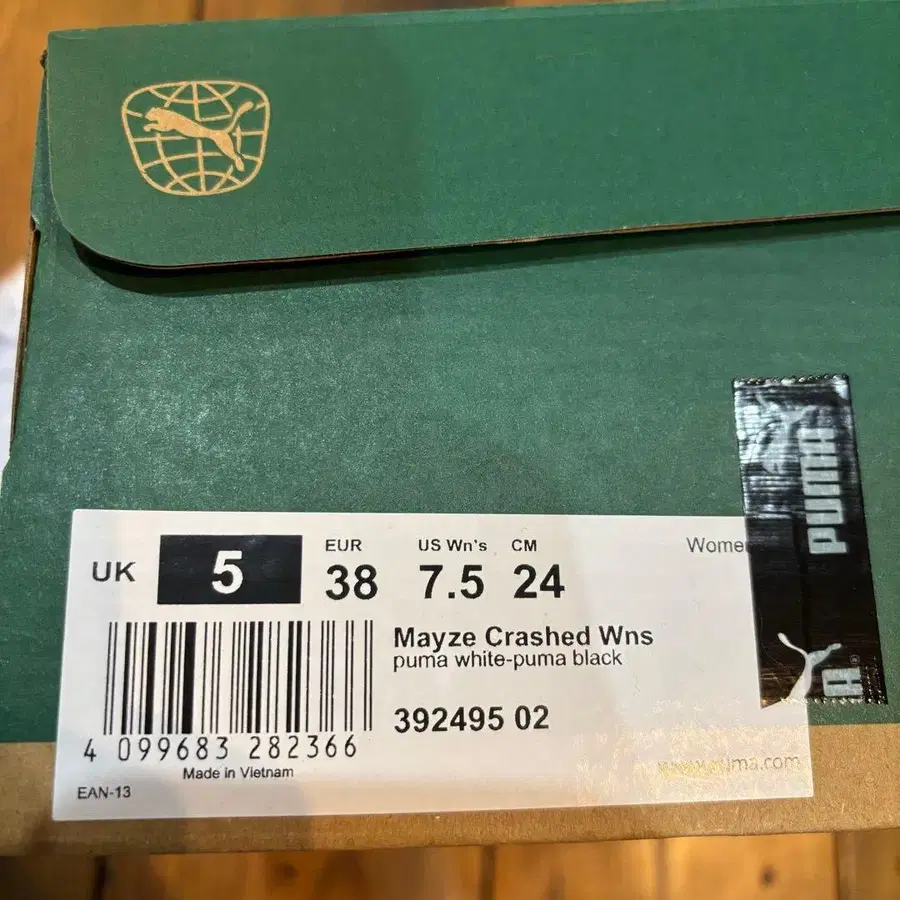 UK 5
EUR 38
US Wn's 7.5
CM 24
PUMA
Mayze Crashed Wns
puma white-puma black
392495 02
4 099683 282366
Made in Vietnam
EAN-13